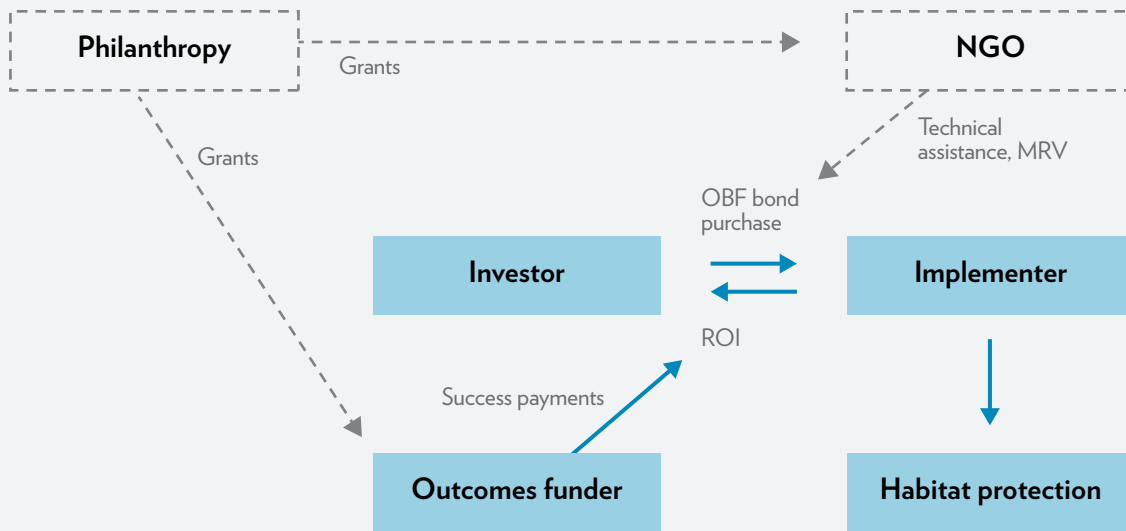 Philanthropy
Grants
NGO
Grants
Technical
assistance, MRV
OBF bond
purchase
Investor
Implementer
ROI
Success payments
Outcomes funder
Habitat protection